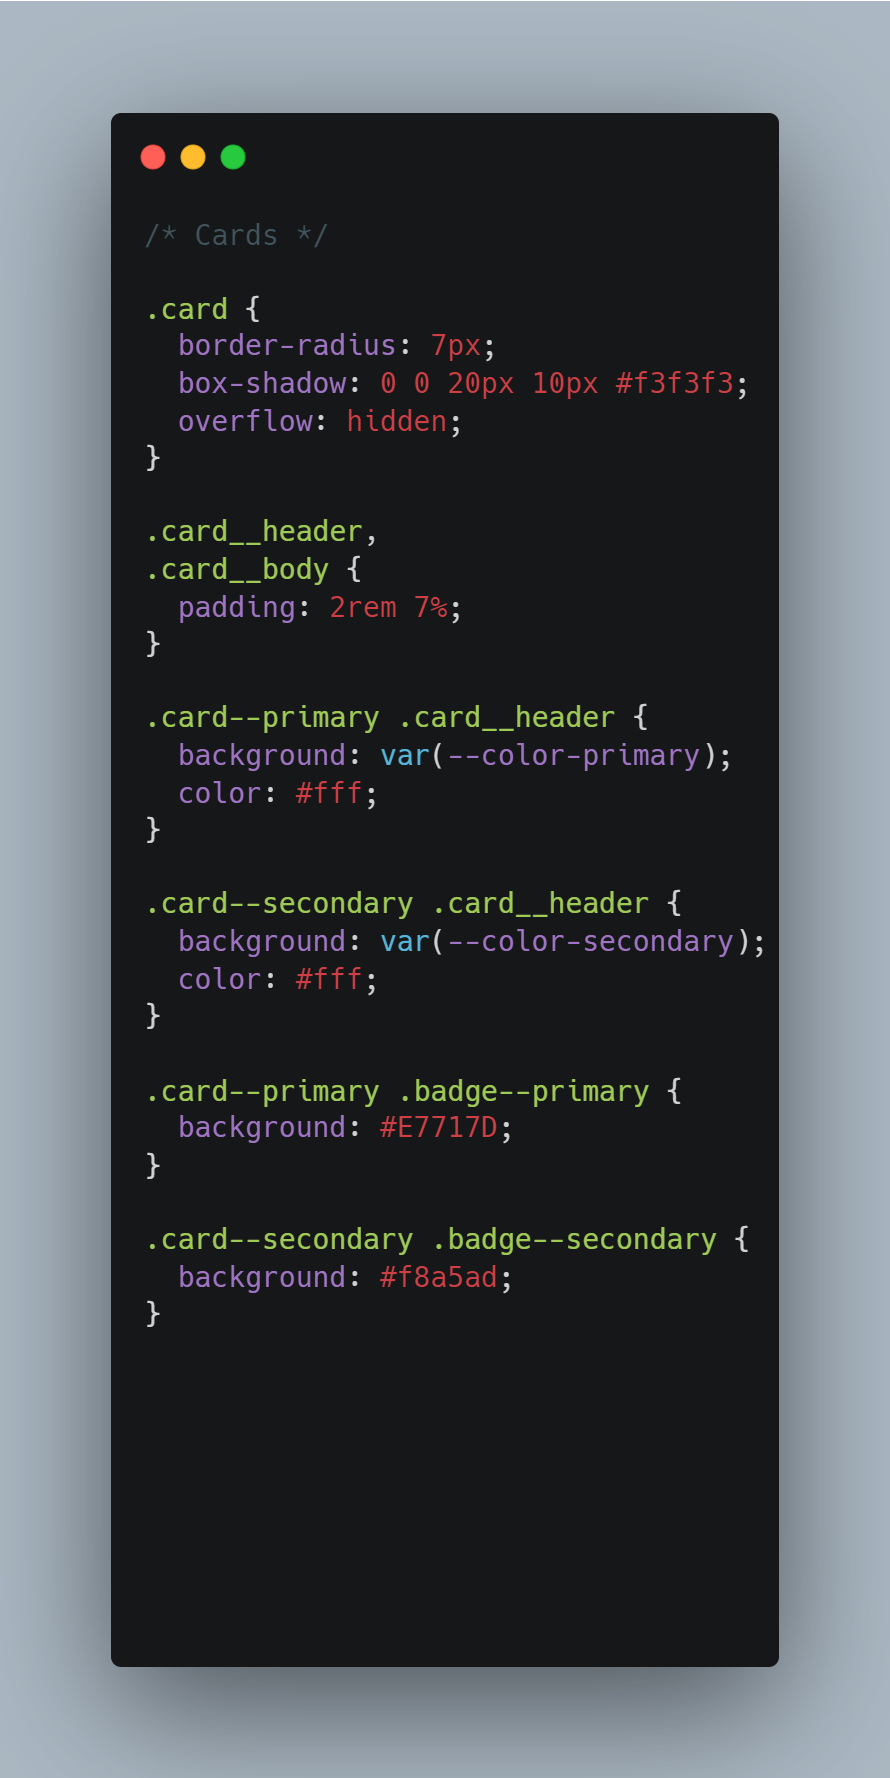 /* Cards */

.card {
  border-radius: 7px;
  box-shadow: 0 0 20px 10px #f3f3f3;
  overflow: hidden;
}

.card__header,
.card__body {
  padding: 2rem 7%;
}

.card--primary .card__header {
  background: var(--color-primary);
  color: #fff;
}

.card--secondary .card__header {
  background: var(--color-secondary);
  color: #fff;
}

.card--primary .badge--primary {
  background: #E7717D;
}

.card--secondary .badge--secondary {
  background: #f8a5ad;
}